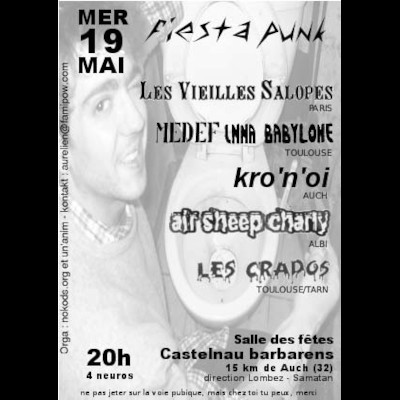 MER
19
MAI
fiesta punk
LES VIEILLES SALOPES
PARIS
MEDEF INNA BABYLONE
TOULOUSE
kro'n'oi
AUCH
air sheep charly
ALBI
LES CRADOS
TOULOUSE/TARN
Orga : nokods.org et un'anim - kontakt : aurelien@famipow.com
20h
4 neuros
Salle des fêtes
Castelnau barbarens
15 km de Auch (32)
direction Lombez - Samatan
ne pas jeter sur la voie pubique, mais chez toi tu peux, merci